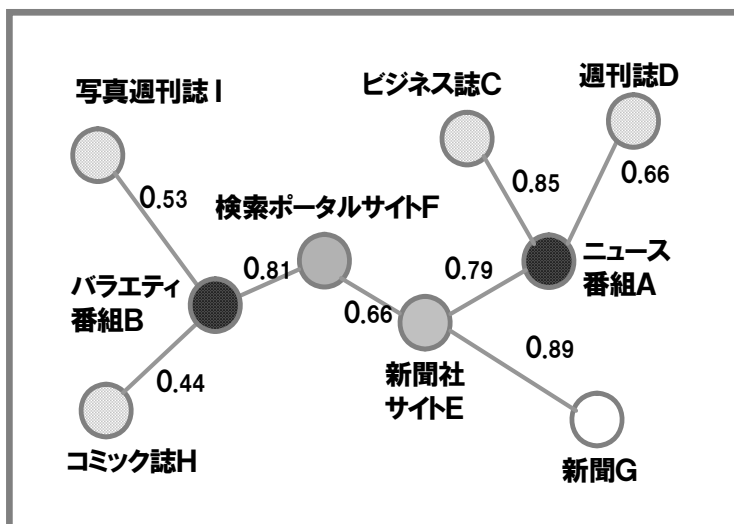 写真週刊誌I
ビジネス誌C
週刊誌D
0.53
0.85
0.66
検索ポータルサイトF
バラエティ
番組B
0.81
0.79
ニュース
番組A
0.66
0.44
新聞社
サイトE
0.89
コミック誌H
新聞G